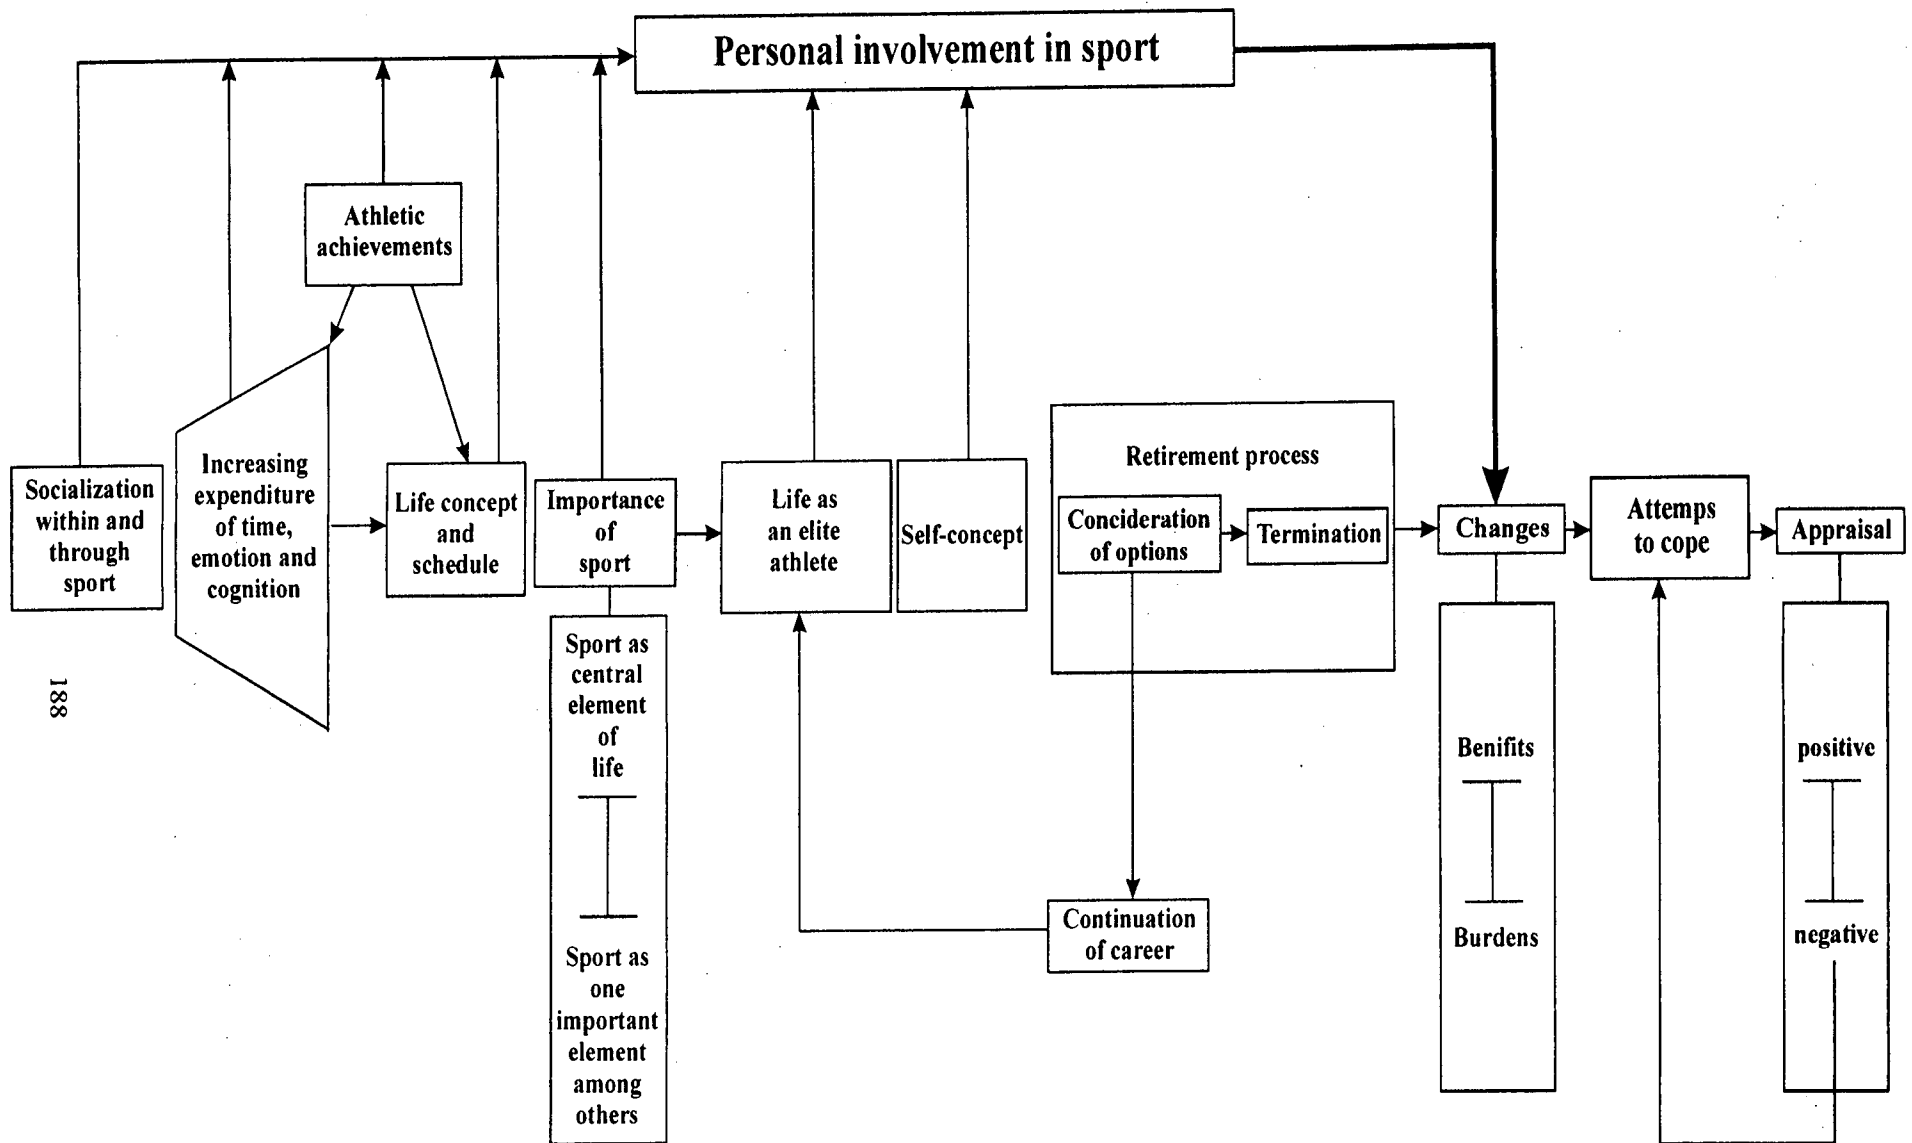 Personal involvement in sport
Athletic
achievements
Socialization
within and
through
sport
Increasing
expenditure
of time,
emotion and
cognition
Life concept
and
schedule
Importance
of
sport
Sport as
central
element
of
life
Sport as
one
important
element
among
others
Life as
an elite
athlete
Self-concept
Retirement process
Concideration
of options
Termination
Continuation
of career
Changes
Benifits
Burdens
Attemps
to cope
Appraisal
positive
negative
188